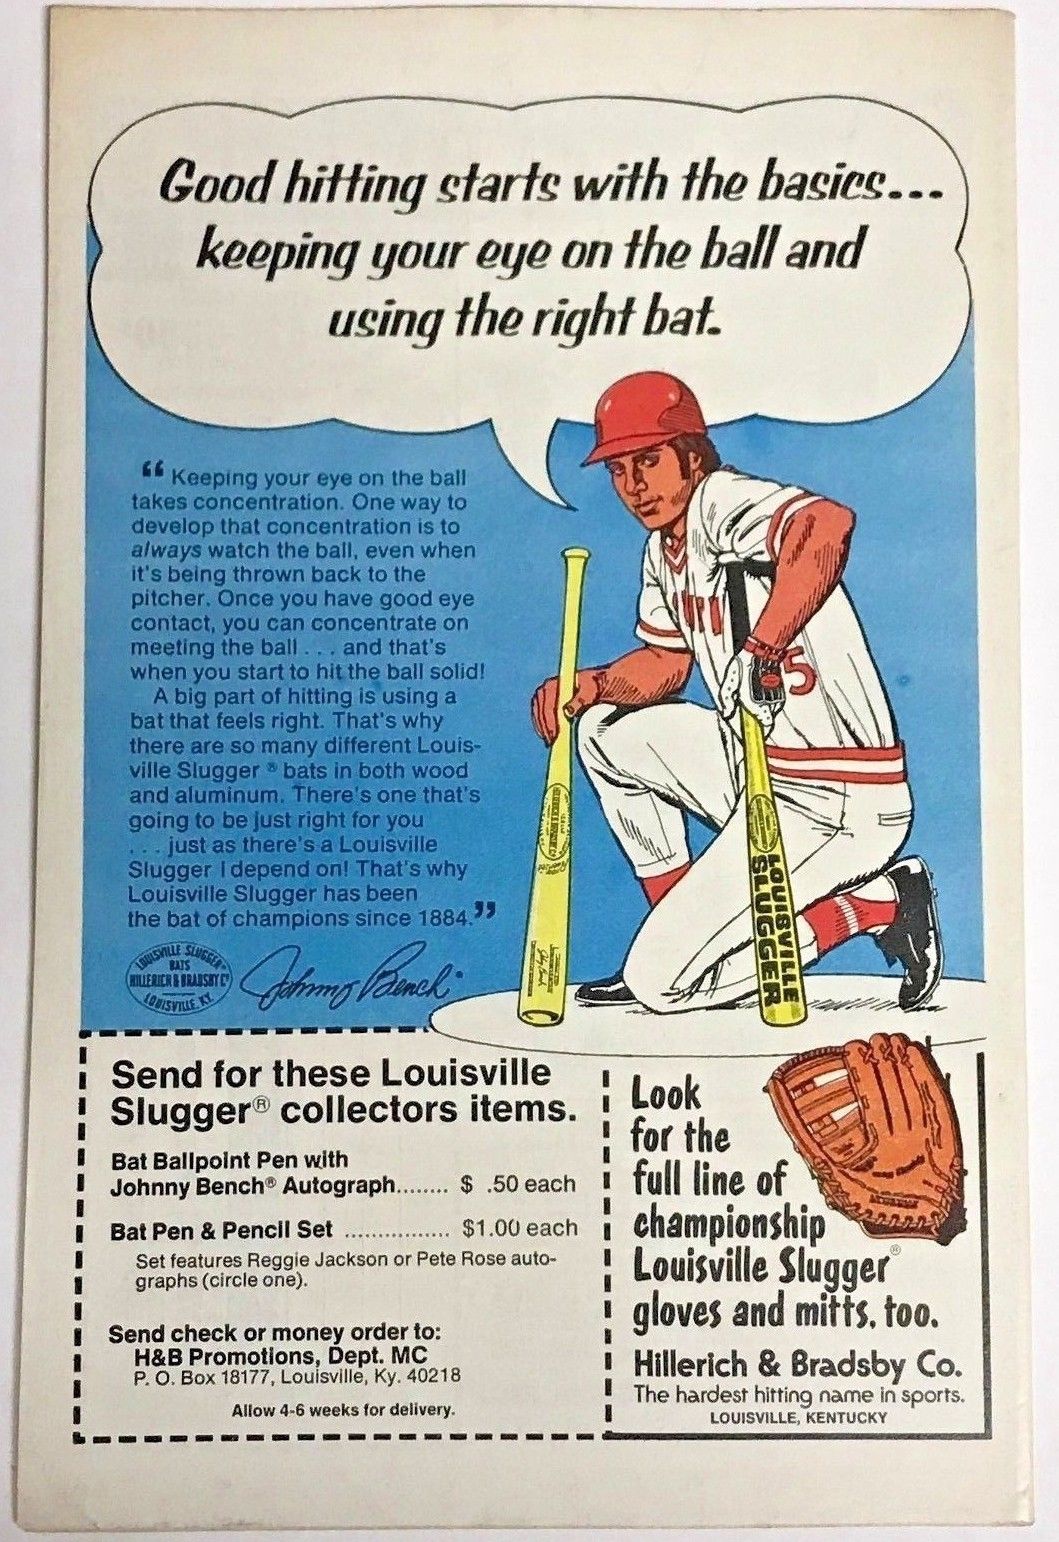 Good hitting starts with the basics...
keeping your eye on the ball and
using the right bat.
“ Keeping your eye on the ball
takes concentration. One way to
develop that concentration is to
always watch the ball, even when
it's being thrown back to the
pitcher. Once you have good eye
contact, you can concentrate on
meeting the ball . . . and that's
when you start to hit the ball solid!
A big part of hitting is using a
bat that feels right. That's why
there are so many different Louis-
ville Slugger ® bats in both wood
and aluminum. There's one that's
going to be just right for you
. . . just as there's a Louisville
Slugger I depend on! That's why
Louisville Slugger has been
the bat of champions since 1884.”
LOUISVILLE SLUGGER
BATS
HILLERICH & BRADSBY Co
LOUISVILLE, KY.
Johnny Bench
5
LOUISVILLE
SLUGGER
Send for these Louisville
Slugger® collectors items.
Bat Ballpoint Pen with
Johnny Bench® Autograph........ $ .50 each
Bat Pen & Pencil Set ................ $1.00 each
Set features Reggie Jackson or Pete Rose auto-
graphs (circle one).
Send check or money order to:
H&B Promotions, Dept. MC
P. O. Box 18177, Louisville, Ky. 40218
Allow 4-6 weeks for delivery.
Look
for the
full line of
championship
Louisville Slugger®
gloves and mitts, too.
Hillerich & Bradsby Co.
The hardest hitting name in sports.
LOUISVILLE, KENTUCKY